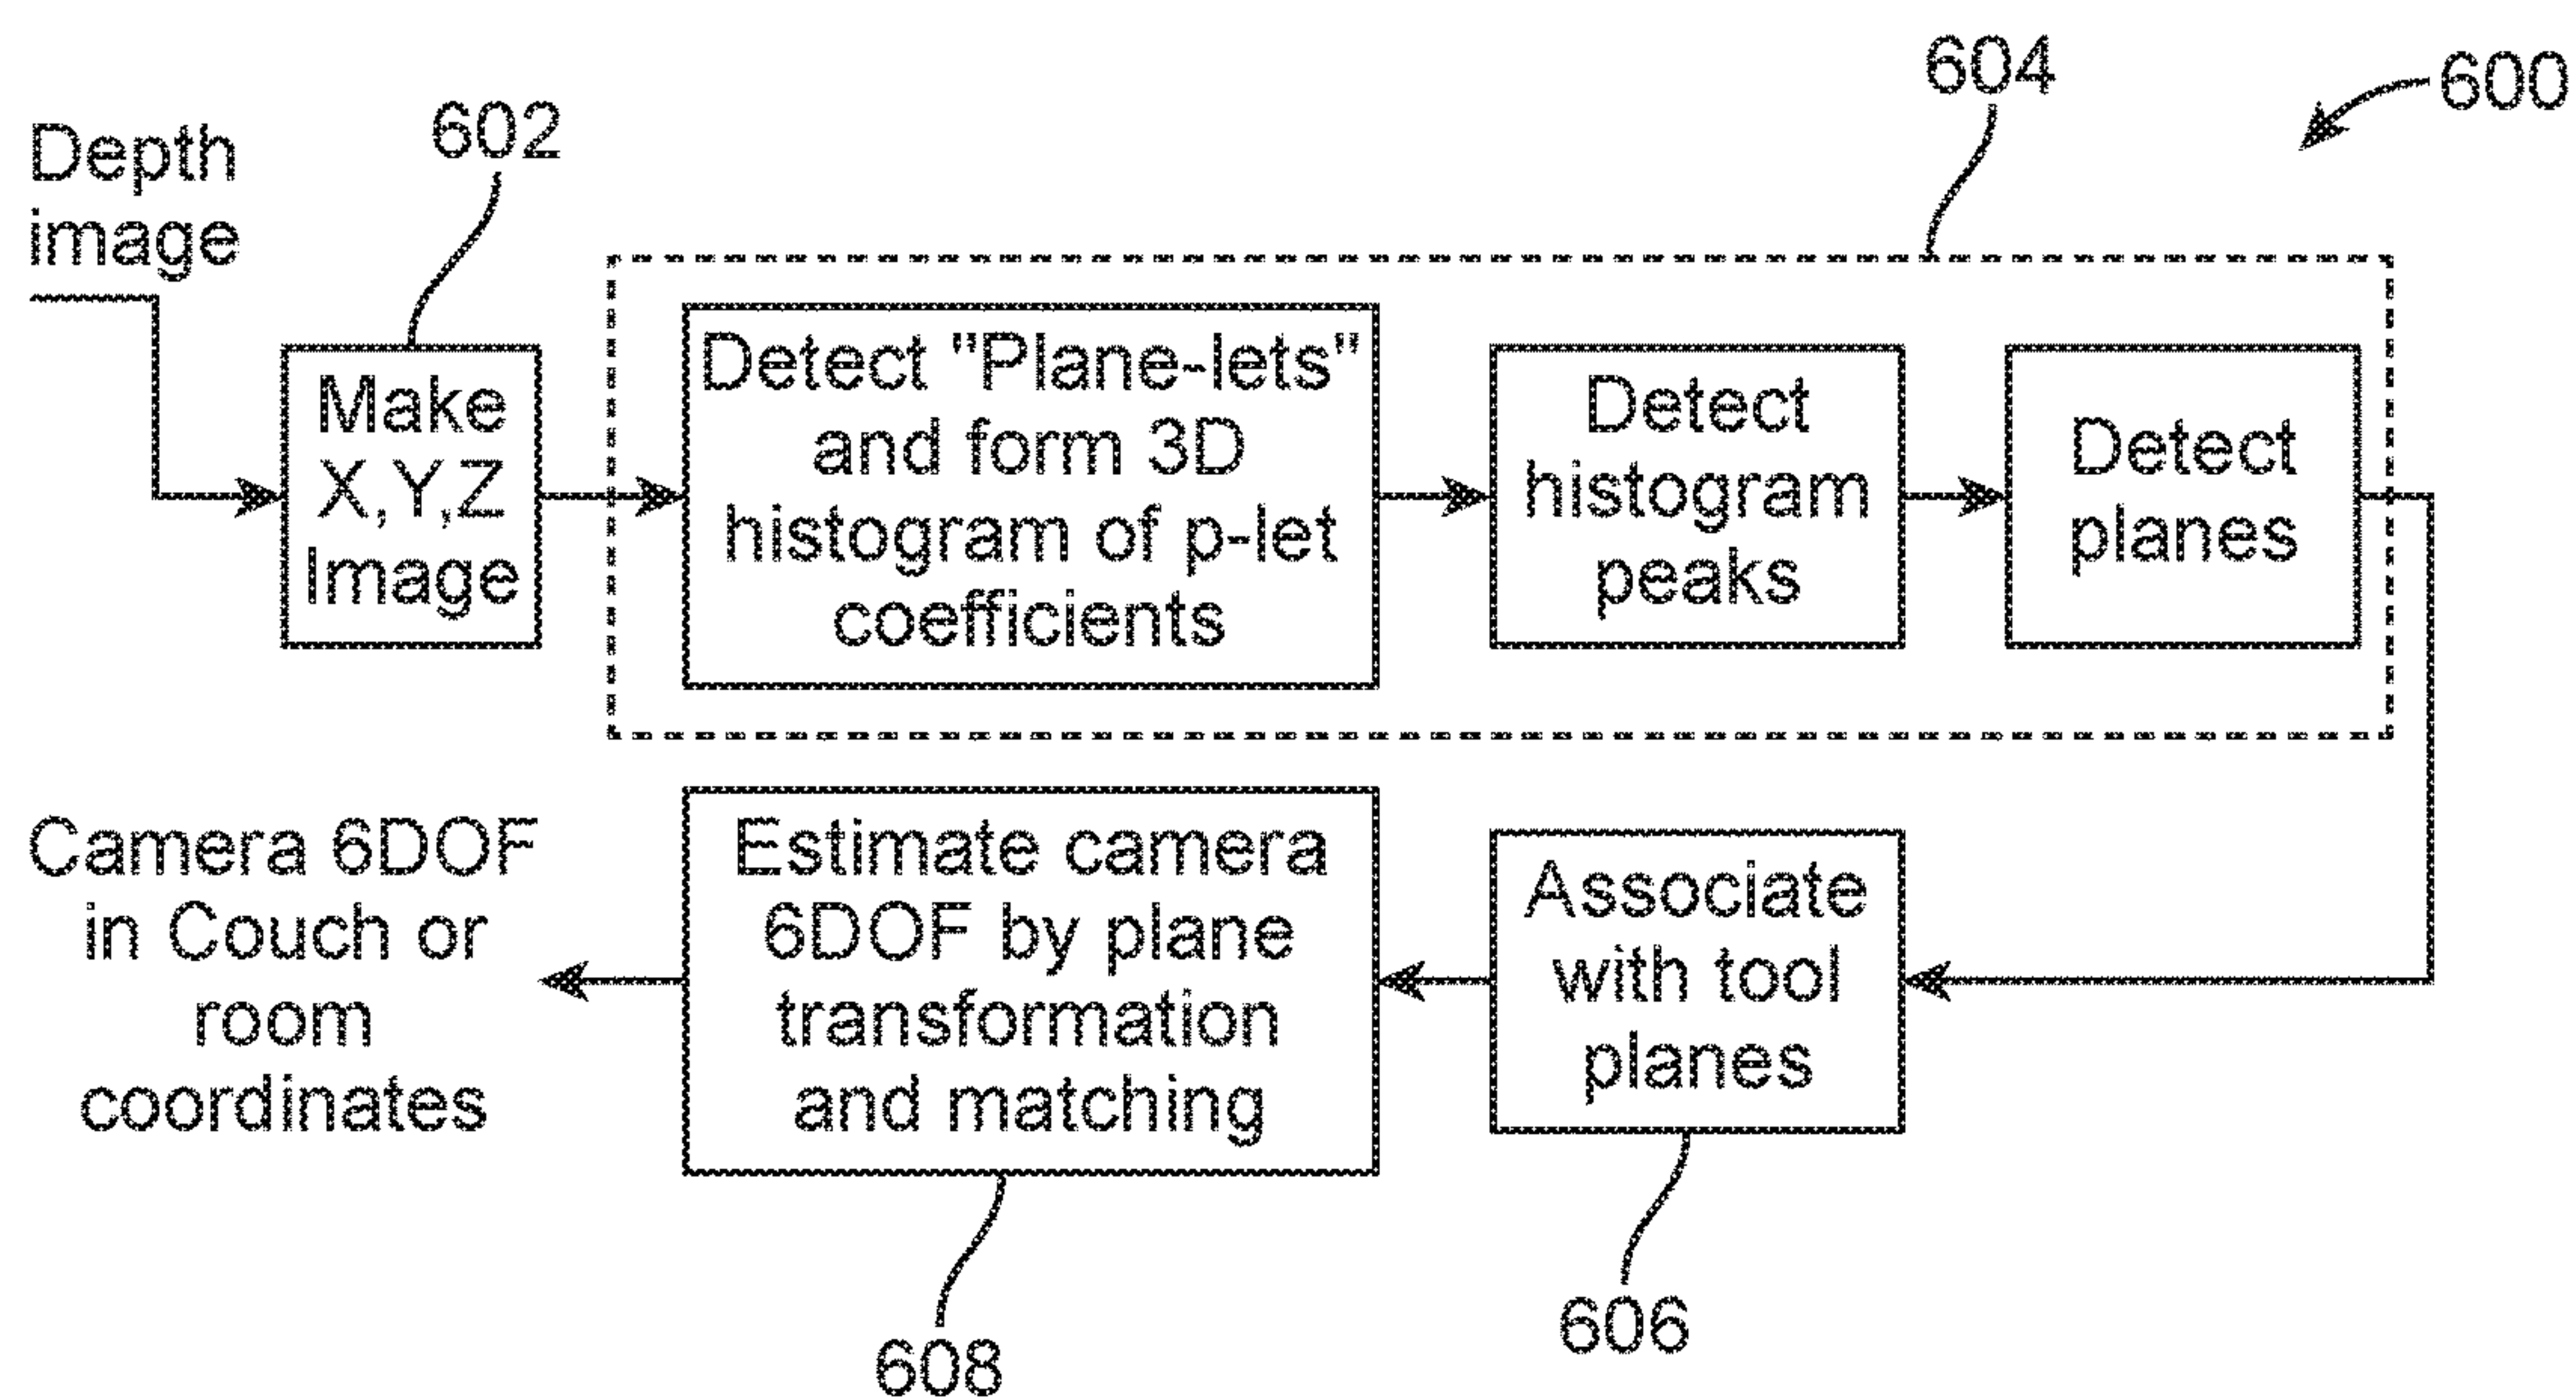 604
600
602
Depth
image
Make
X,Y,Z
Image
Detect "Plane-lets"
and form 3D
histogram of p-let
coefficients
Detect
histogram
peaks
Detect
planes
Camera 6DOF
in Couch or
room
coordinates
Estimate camera
6DOF by plane
transformation
and matching
Associate
with tool
planes
606
608